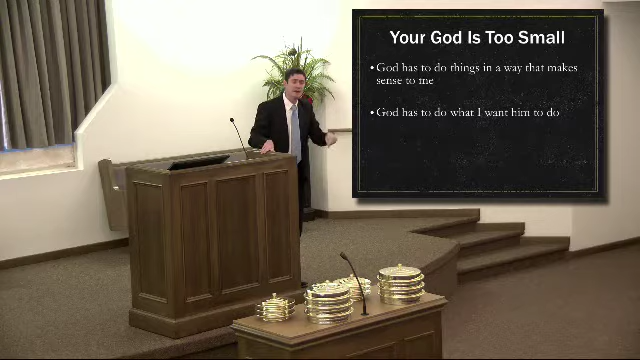 Your God Is Too Small
• God has to do things in a way that makes
sense to me
• God has to do what I want him to do